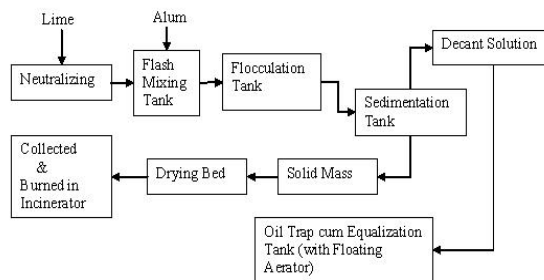 Lime
Alum
Neutralizing
Flash
Mixing
Tank
Flocculation
Tank
Sedimentation
Tank
Decant Solution
Collected
&
Burned in
Incinerator
Drying Bed
Solid Mass
Oil Trap cum Equalization
Tank (with Floating
Aerator)